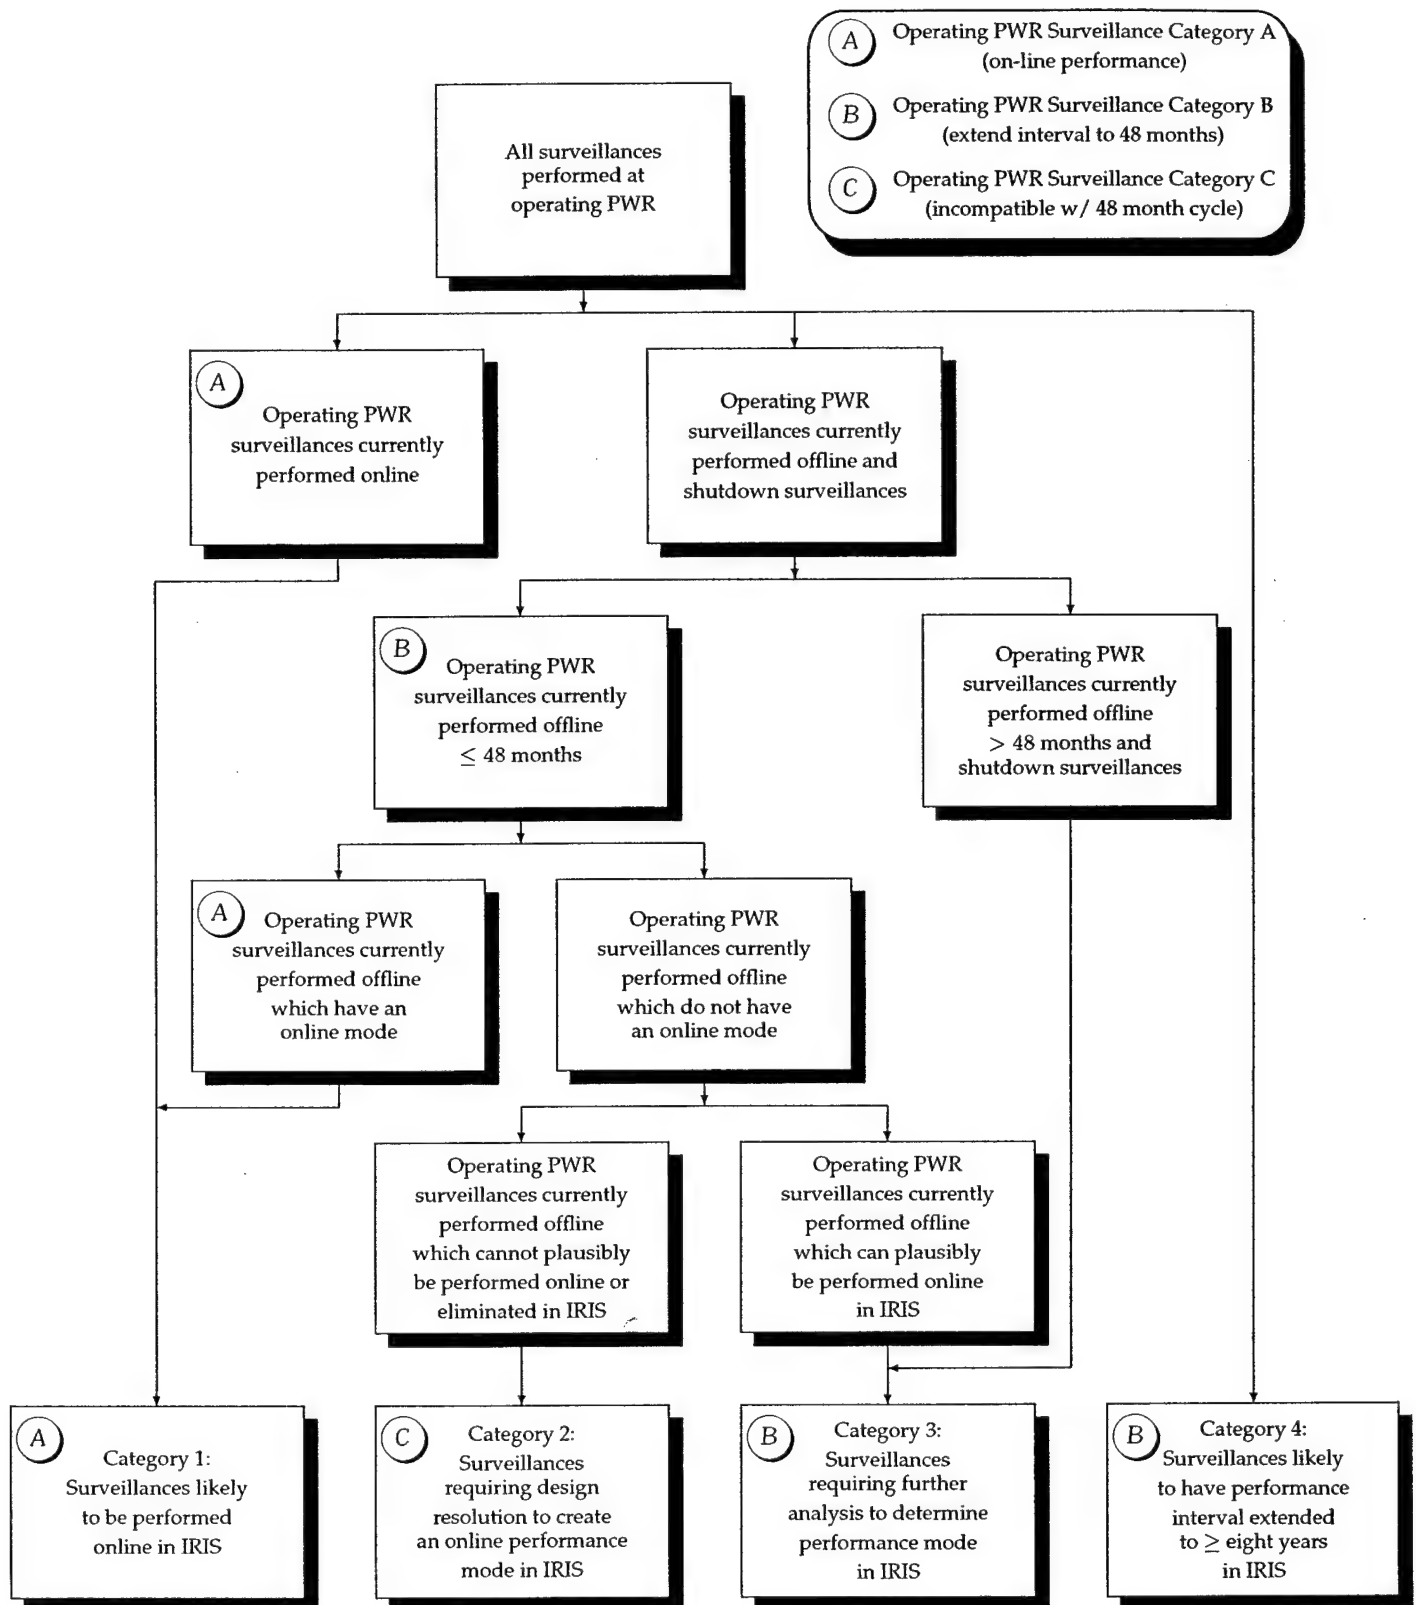 A
Operating PWR Surveillance Category A
(on-line performance)
B
Operating PWR Surveillance Category B
(extend interval to 48 months)
C
Operating PWR Surveillance Category C
(incompatible w/ 48 month cycle)
All surveillances
performed at
operating PWR
A
Operating PWR
surveillances currently
performed online
Operating PWR
surveillances currently
performed offline and
shutdown surveillances
B
Operating PWR
surveillances currently
performed offline
≤ 48 months
Operating PWR
surveillances currently
performed offline
> 48 months and
shutdown surveillances
A
Operating PWR
surveillances currently
performed offline
which have an
online mode
Operating PWR
surveillances currently
performed offline
which do not have
an online mode
Operating PWR
surveillances currently
performed offline
which cannot plausibly
be performed online or
eliminated in IRIS
Operating PWR
surveillances currently
performed offline
which can plausibly
be performed online
in IRIS
A
Category 1:
Surveillances likely
to be performed
online in IRIS
C
Category 2:
Surveillances
requiring design
resolution to create
an online performance
mode in IRIS
B
Category 3:
Surveillances
requiring further
analysis to determine
performance mode
in IRIS
B
Category 4:
Surveillances likely
to have performance
interval extended
to ≥ eight years
in IRIS